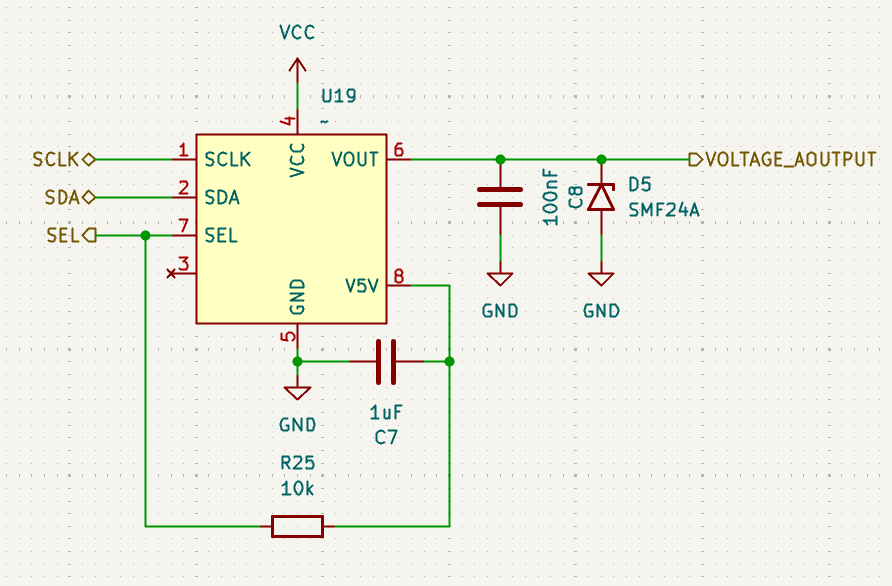 VCC
U19
~
4
SCLK
1
SCLK
VCC
VOUT
6
VOLTAGE_AOUTPUT
SDA
2
SDA
100nF
C8
D5
SMF24A
SEL
7
SEL
3
GND
V5V
8
5
GND
GND
GND
1uF
C7
R25
10k